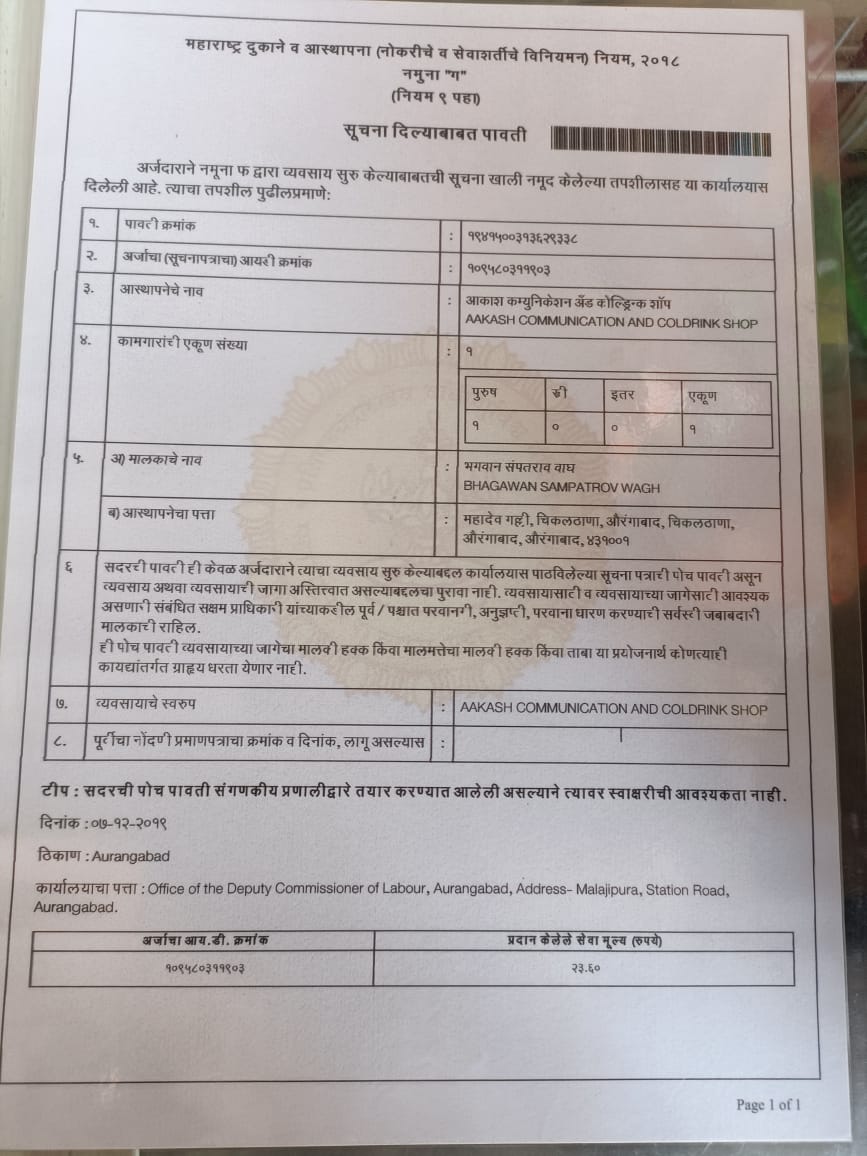 महाराष्ट्र दुकाने व आस्थापना (नोकरीचे व सेवाशर्तीचे विनियमन) नियम, २०१८
नमुना "ग"
(नियम ९ पहा)
सूचना दिल्याबाबत पावती
अर्जदाराने नमूना फ द्वारा व्यवसाय सुरु केल्याबाबतची सूचना खाली नमूद केलेल्या तपशीलासह या कार्यालयास
दिलेली आहे. त्याचा तपशील पुढीलप्रमाणे:
१. पावती क्रमांक : १९४१५००३१३६२९३३८
२. अर्जाचा (सूचनापत्राचा) आयडी क्रमांक : १०९५८०३११९०३
३. आस्थापनेचे नाव : आकाश कम्युनिकेशन अँड कोल्ड्रिन्क शॉप
AAKASH COMMUNICATION AND COLDRINK SHOP
४. कामगारांची एकूण संख्या : १
पुरुष स्त्री इतर एकूण
१ ० ० १
५. अ) मालकाचे नाव : भगवान संपतराव वाघ
BHAGAWAN SAMPATROV WAGH
ब) आस्थापनेचा पत्ता : महादेव गल्ली, चिकलठाणा, औरंगाबाद, चिकलठाणा,
औरंगाबाद, औरंगाबाद, ४३१००१
६ सदरची पावती ही केवळ अर्जदाराने त्याचा व्यवसाय सुरु केल्याबद्दल कार्यालयास पाठविलेल्या सूचना पत्राची पोच पावती असून
व्यवसाय अथवा व्यवसायाची जागा अस्तित्त्वात असल्याबद्दलचा पुरावा नाही. व्यवसायासाटी व व्यवसायाच्या जागेसाटी आवश्यक
असणारी संबंधित सक्षम प्राधिकारी यांच्याकडील पूर्व / पश्चात परवानगी, अनुज्ञप्ती, परवाना धारण करण्याची सर्वस्वी जबाबदारी
मालकाची राहिल.
ही पोच पावती व्यवसायाच्या जागेचा मालकी हक्क किंवा मालमत्तेचा मालकी हक्क किंवा ताबा या प्रयोजनार्थ कोणत्याही
कायद्यांतर्गत ग्राह्य धरता येणार नाही.
७. व्यवसायाचे स्वरुप : AAKASH COMMUNICATION AND COLDRINK SHOP
८. पूर्वीचा नोंदणी प्रमाणपत्राचा क्रमांक व दिनांक, लागू असल्यास :
टीप : सदरची पोच पावती संगणकीय प्रणालीद्वारे तयार करण्यात आलेली असल्याने त्यावर स्वाक्षरीची आवश्यकता नाही.
दिनांक : ०७-१२-२०१९
ठिकाण : Aurangabad
कार्यालयाचा पत्ता : Office of the Deputy Commissioner of Labour, Aurangabad, Address- Malajipura, Station Road,
Aurangabad.
अर्जाचा आय.डी. क्रमांक प्रदान केलेले सेवा मूल्य (रुपये)
१०९५८०३११९०३ २३.६०
Page 1 of 1